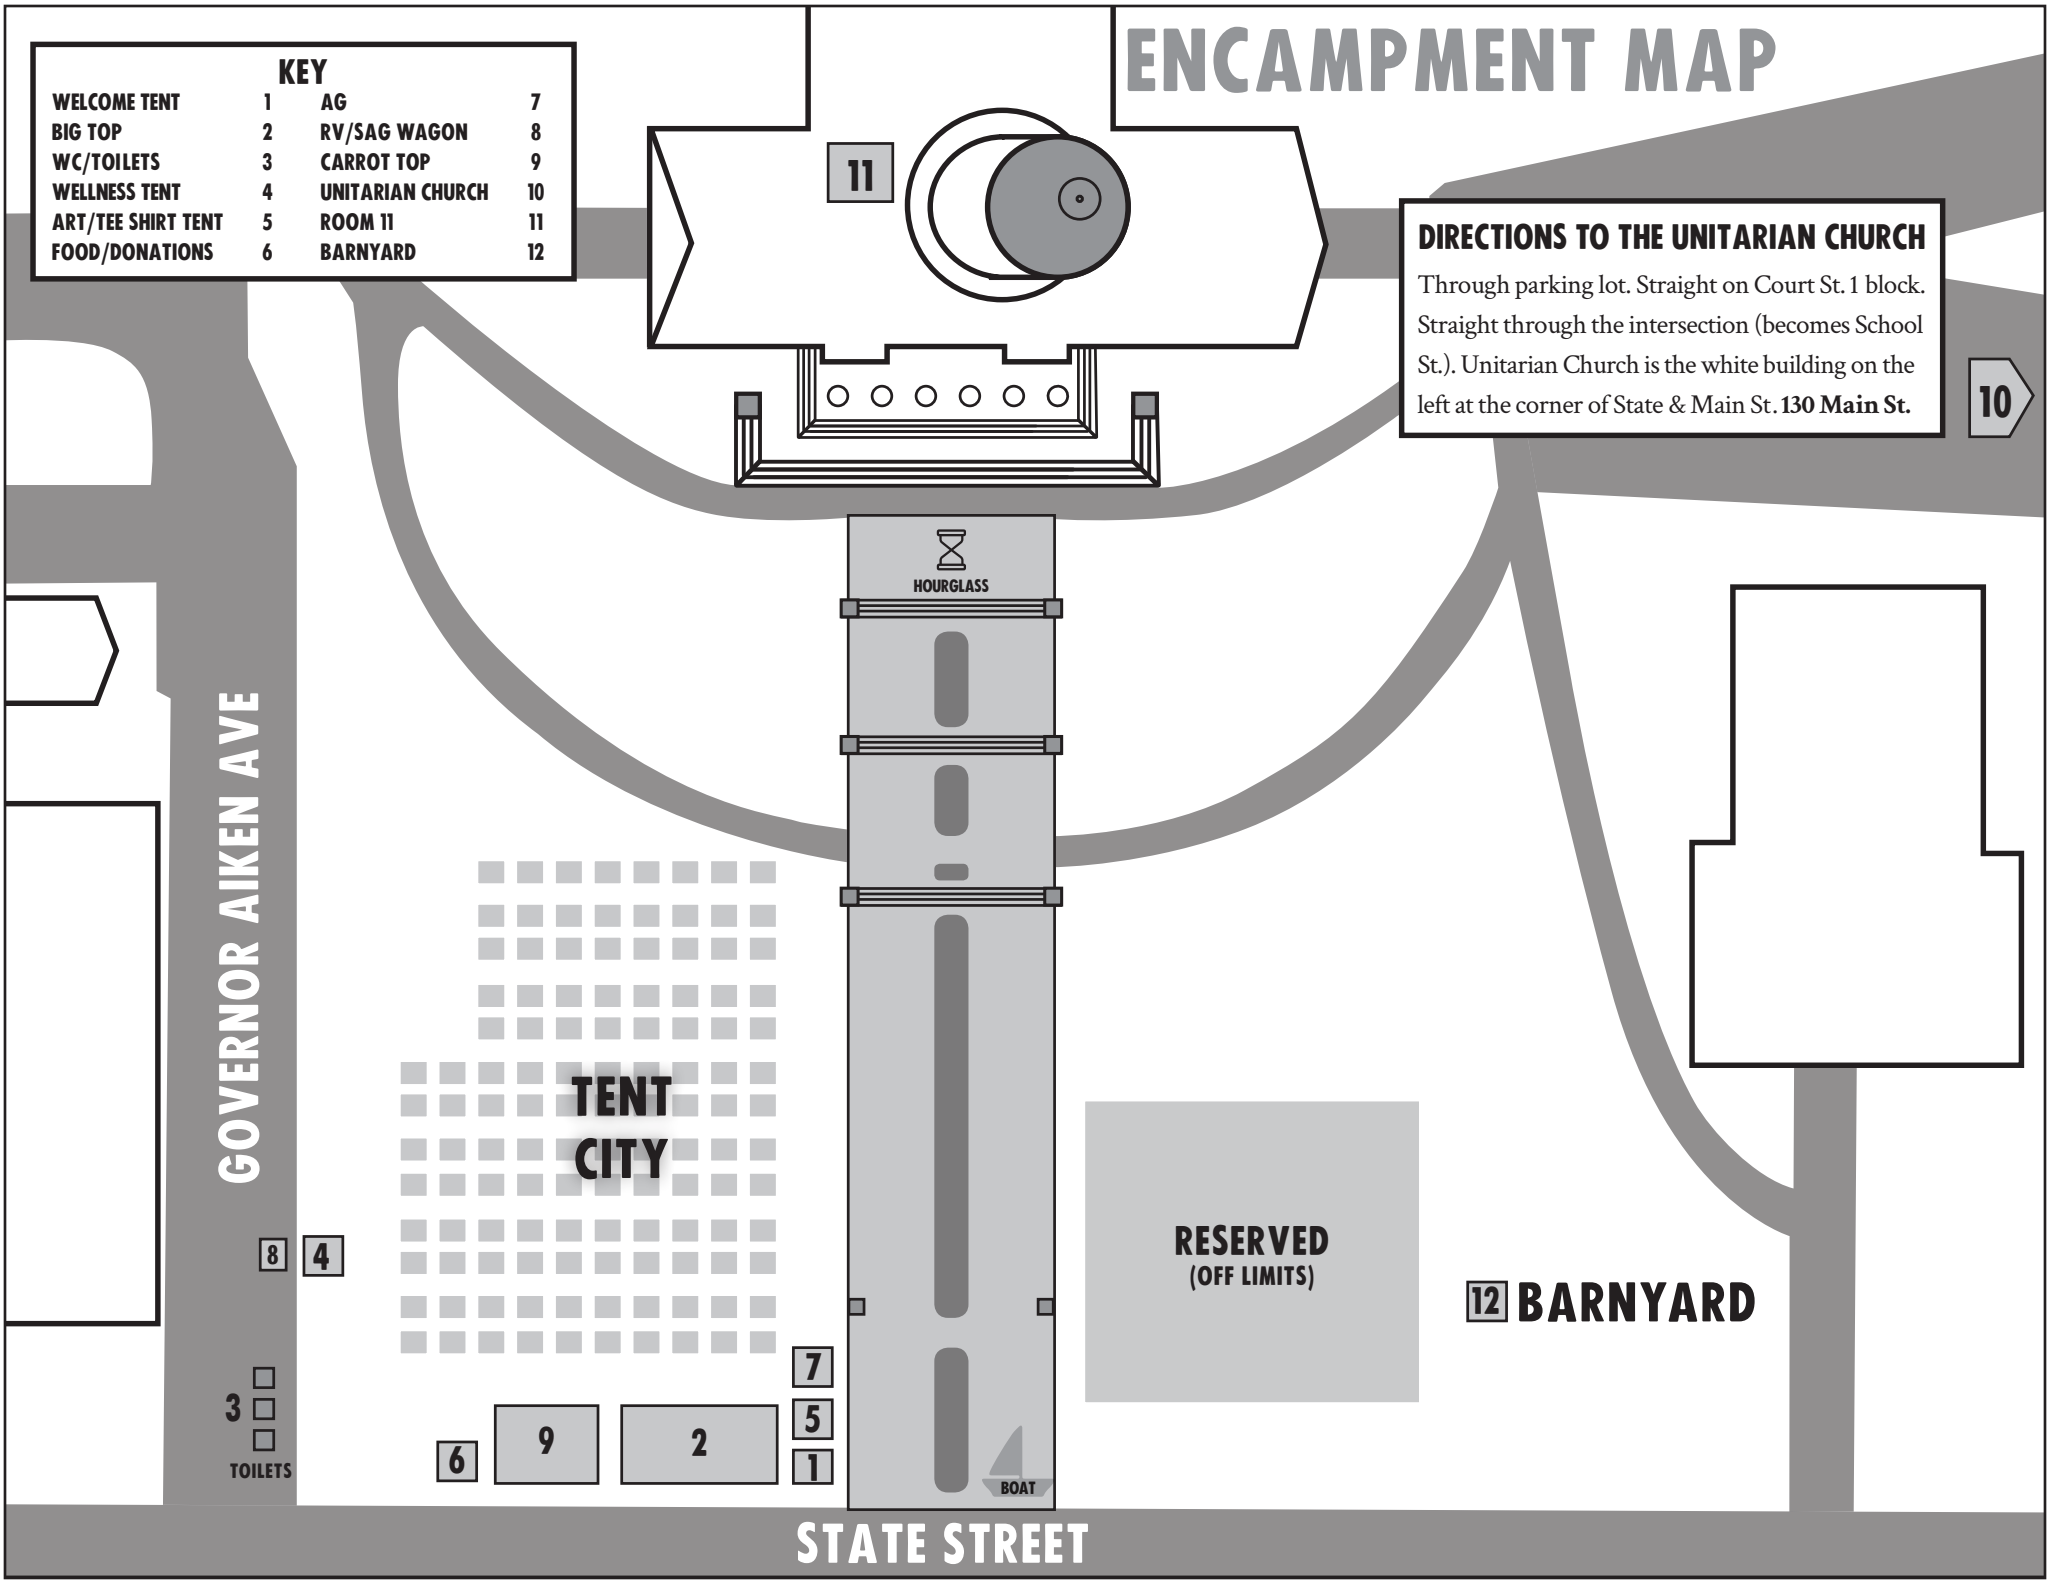 ENCAMPMENT MAP
KEY
WELCOME TENT 1 AG 7
BIG TOP 2 RV/SAG WAGON 8
WC/TOILETS 3 CARROT TOP 9
WELLNESS TENT 4 UNITARIAN CHURCH 10
ART/TEE SHIRT TENT 5 ROOM 11 11
FOOD/DONATIONS 6 BARNYARD 12
11
DIRECTIONS TO THE UNITARIAN CHURCH
Through parking lot. Straight on Court St. 1 block.
Straight through the intersection (becomes School
St.). Unitarian Church is the white building on the
left at the corner of State & Main St. 130 Main St.
10
HOURGLASS
GOVERNOR AIKEN AVE
TENT
CITY
RESERVED
(OFF LIMITS)
8
4
12 BARNYARD
7
3
5
9
2
6
1
TOILETS
BOAT
STATE STREET